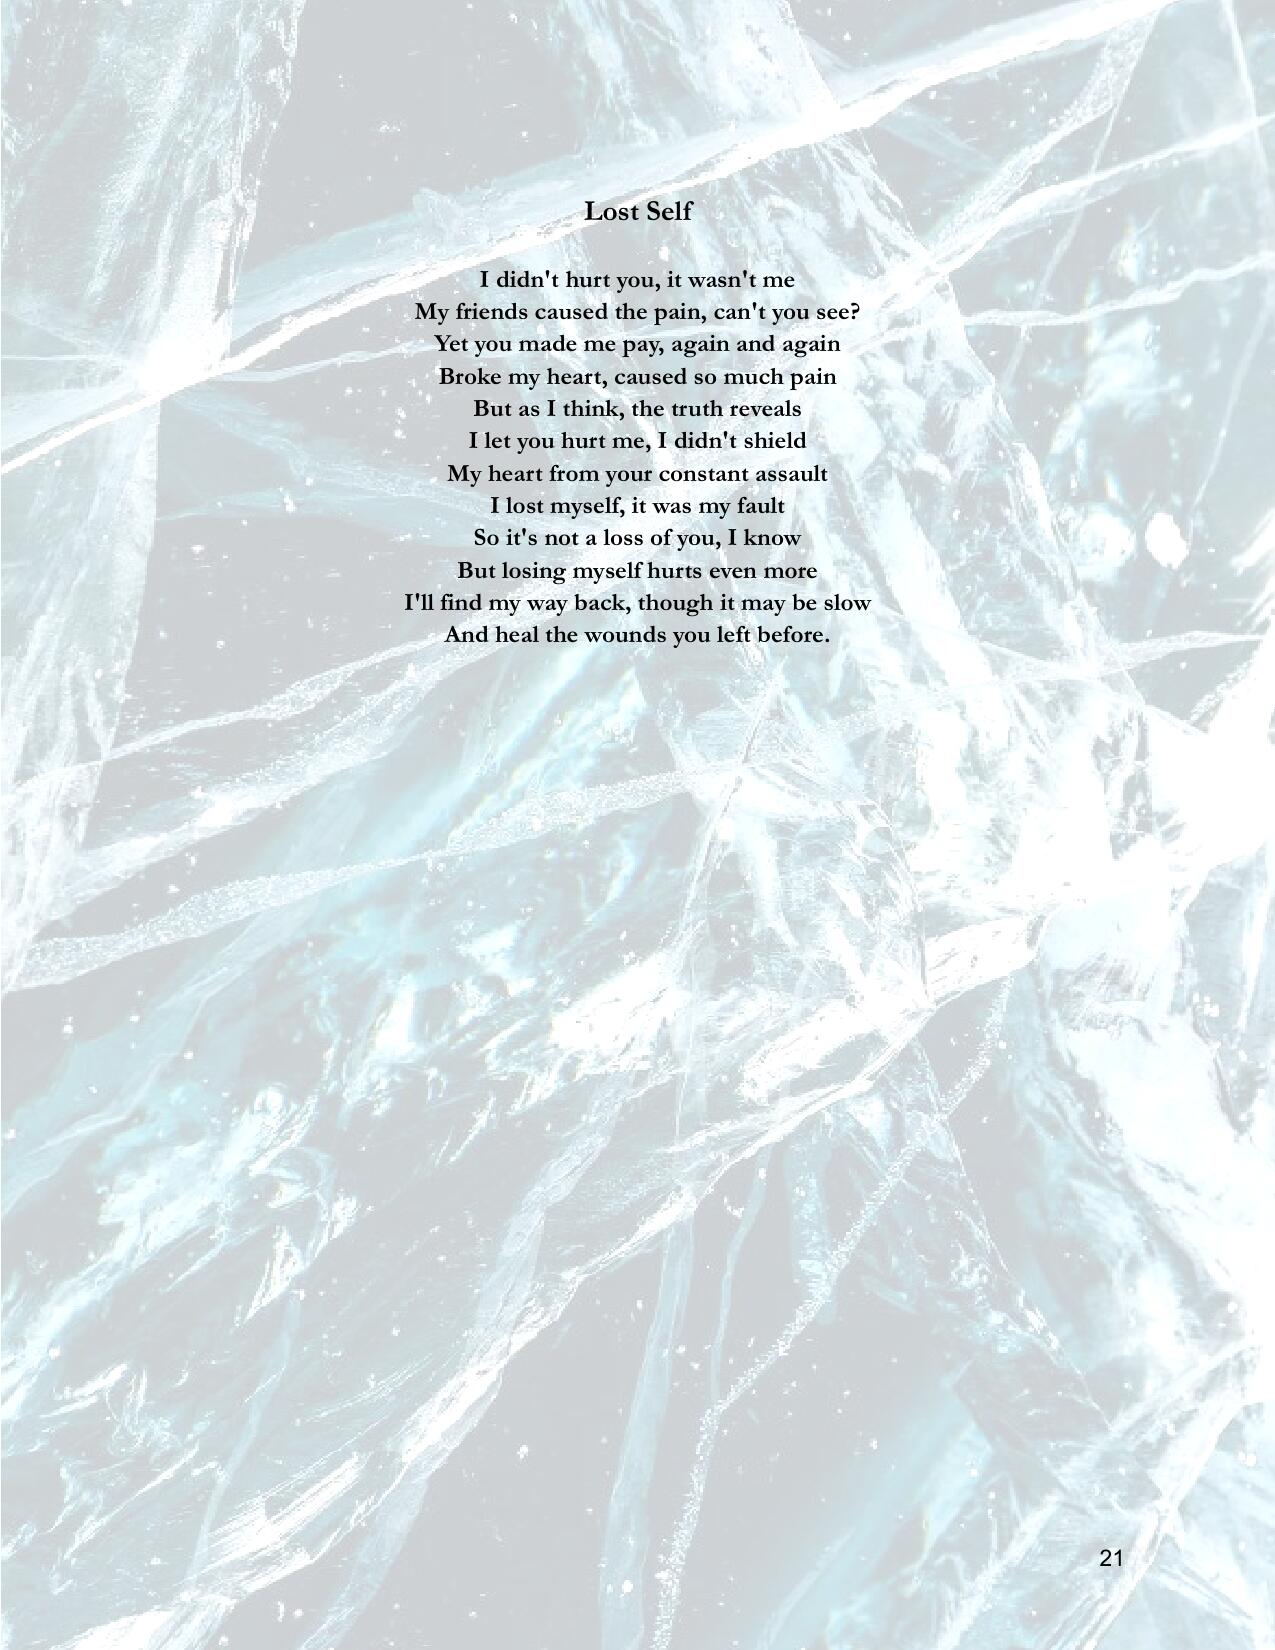 Lost Self
I didn't hurt you, it wasn't me
My friends caused the pain, can't you see?
Yet you made me pay, again and again
Broke my heart, caused so much pain
But as I think, the truth reveals
I let you hurt me, I didn't shield
My heart from your constant assault
I lost myself, it was my fault
So it's not a loss of you, I know
But losing myself hurts even more
I'll find my way back, though it may be slow
And heal the wounds you left before.
21